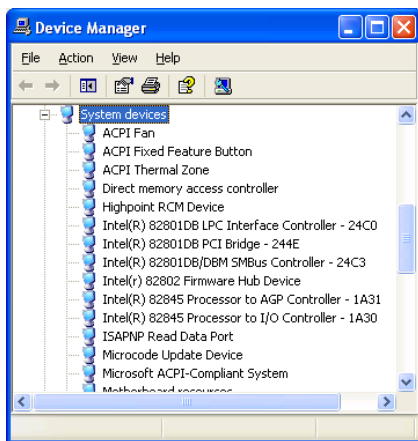 Device Manager
File Action View Help
System devices
ACPI Fan
ACPI Fixed Feature Button
ACPI Thermal Zone
Direct memory access controller
Highpoint RCM Device
Intel(R) 82801DB LPC Interface Controller - 24C0
Intel(R) 82801DB PCI Bridge - 244E
Intel(R) 82801DB/DBM SMBus Controller - 24C3
Intel(r) 82802 Firmware Hub Device
Intel(R) 82845 Processor to AGP Controller - 1A31
Intel(R) 82845 Processor to I/O Controller - 1A30
ISAPNP Read Data Port
Microcode Update Device
Microsoft ACPI-Compliant System
Motherboard resources